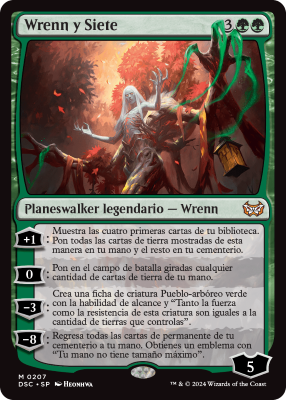 Wrenn y Siete 3
Planeswalker legendario — Wrenn
+1: Muestra las cuatro primeras cartas de tu biblioteca.
Pon todas las cartas de tierra mostradas de esta
manera en tu mano y el resto en tu cementerio.
0: Pon en el campo de batalla giradas cualquier
cantidad de cartas de tierra de tu mano.
-3: Crea una ficha de criatura Pueblo-arbóreo verde
con la habilidad de alcance y “Tanto la fuerza
como la resistencia de esta criatura son iguales a la
cantidad de tierras que controlas”.
-8: Regresa todas las cartas de permanente de tu
cementerio a tu mano. Obtienes un emblema con
“Tu mano no tiene tamaño máximo”.
5
M 0207
DSC • SP Heonhwa
™ & © 2024 Wizards of the Coast